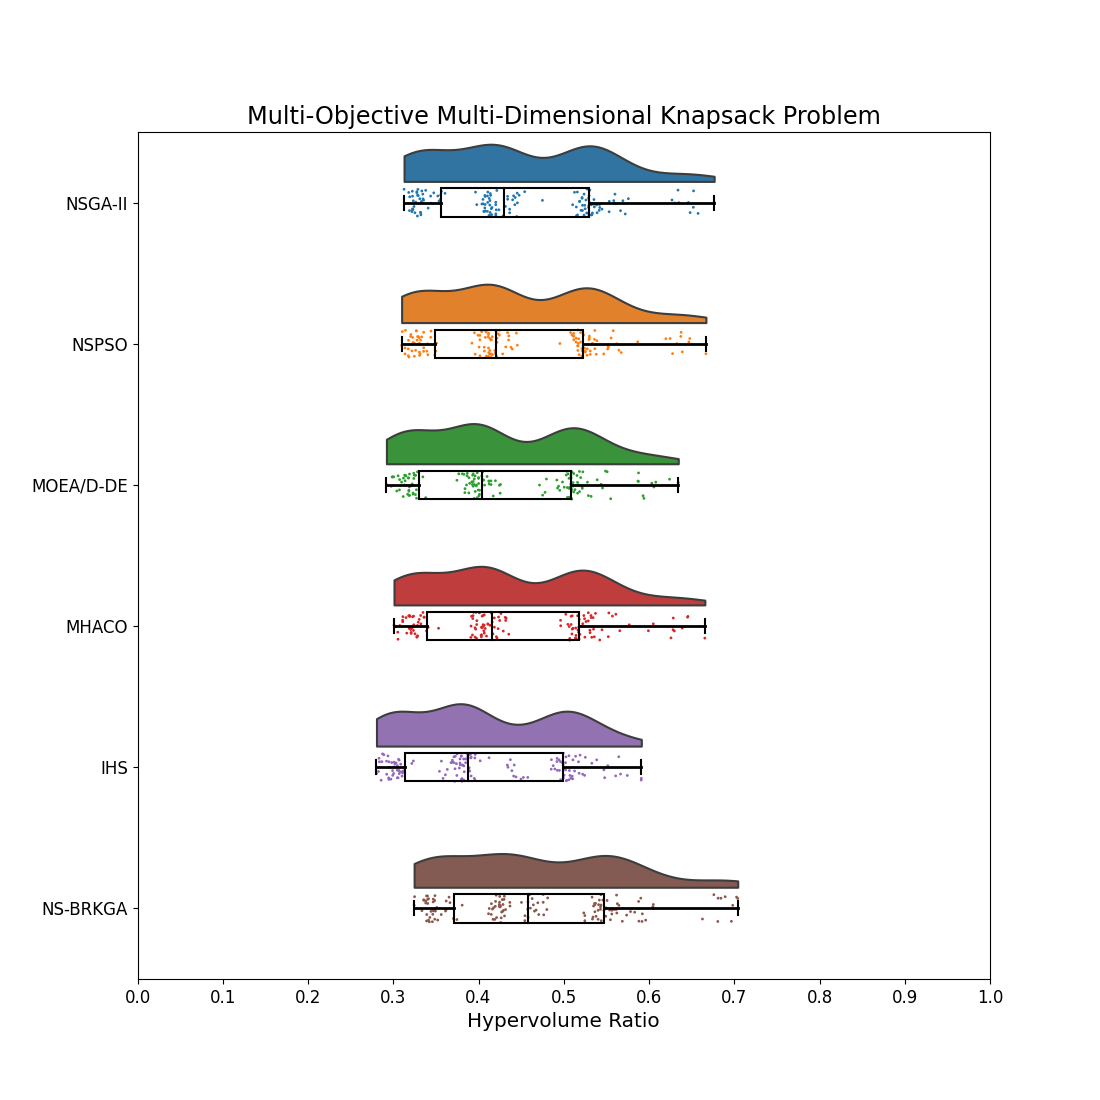 Multi-Objective Multi-Dimensional Knapsack Problem
NSGA-II
NSPSO
MOEA/D-DE
MHACO
IHS
NS-BRKGA
0.0 0.1 0.2 0.3 0.4 0.5 0.6 0.7 0.8 0.9 1.0
Hypervolume Ratio